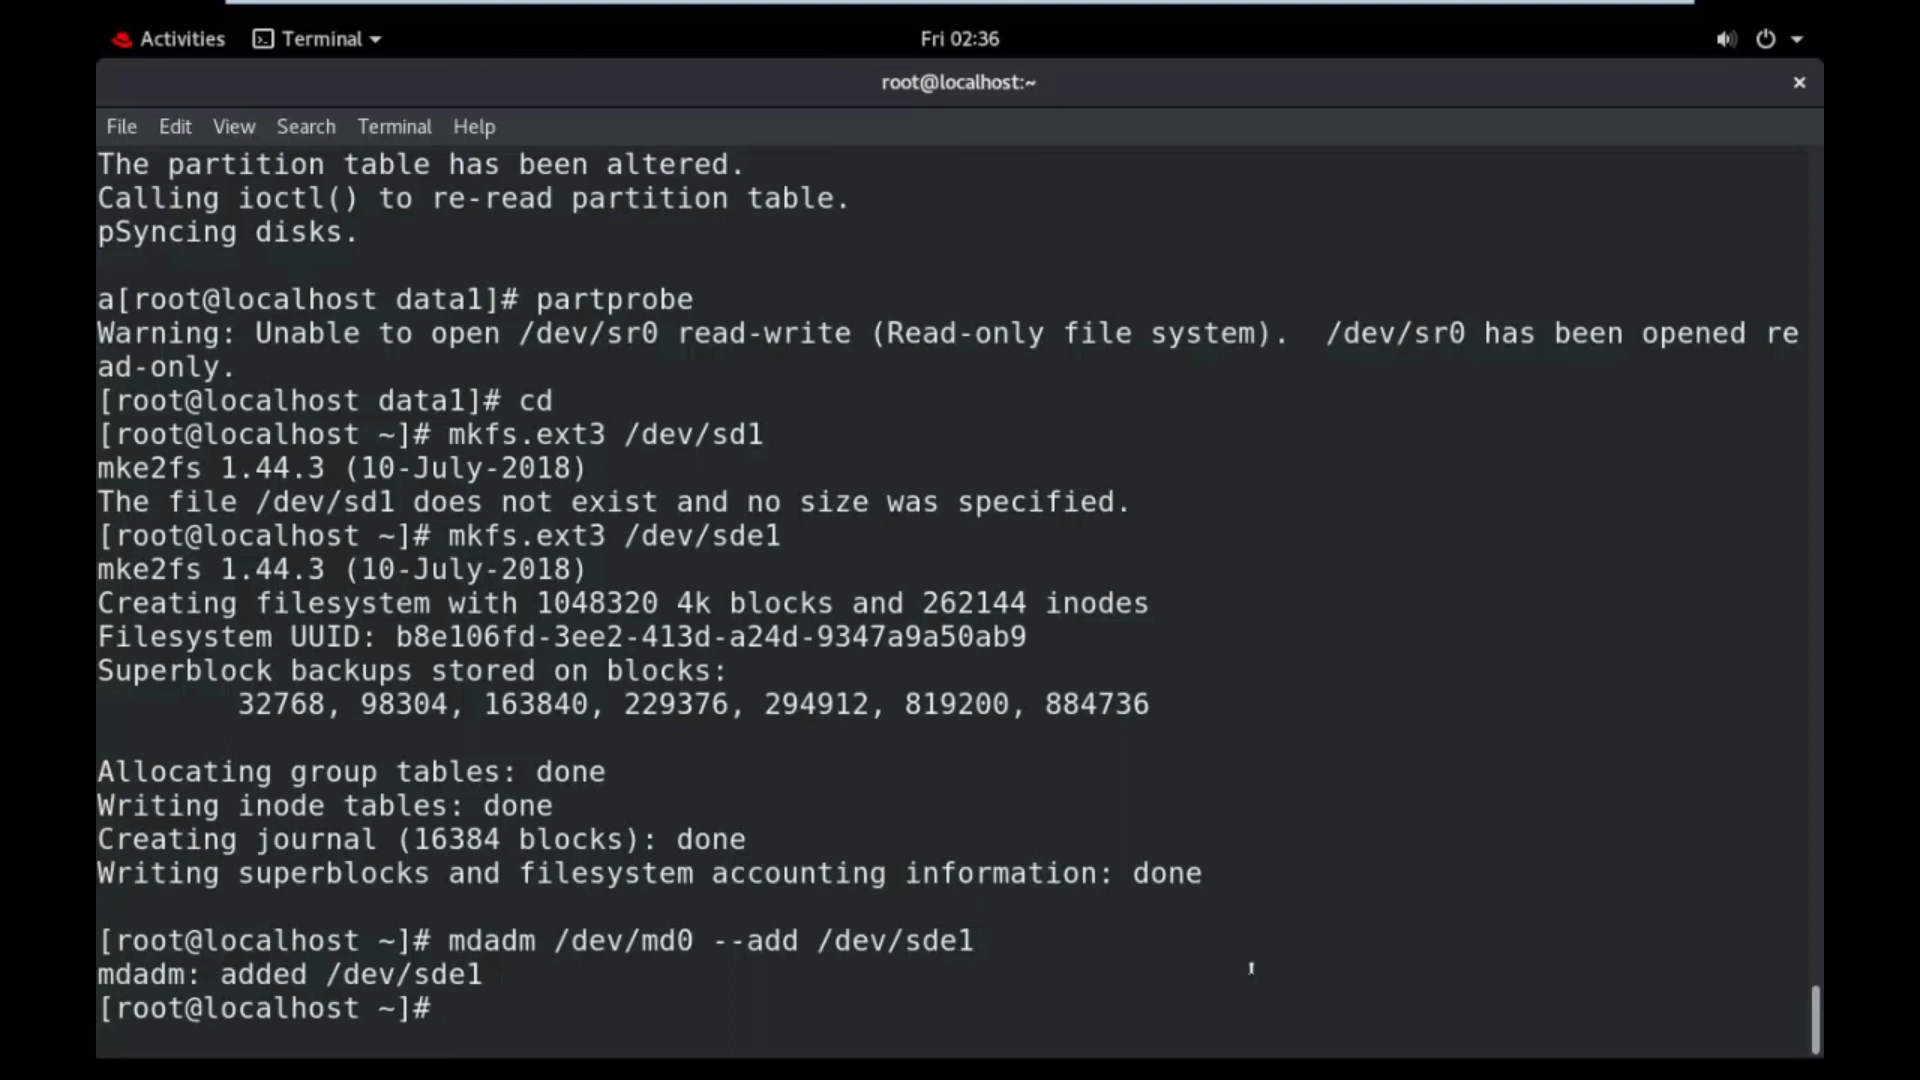 Activities Terminal Fri 02:36
root@localhost:~ ×
File Edit View Search Terminal Help
The partition table has been altered.
Calling ioctl() to re-read partition table.
pSyncing disks.
a[root@localhost data1]# partprobe
Warning: Unable to open /dev/sr0 read-write (Read-only file system).  /dev/sr0 has been opened re
ad-only.
[root@localhost data1]# cd
[root@localhost ~]# mkfs.ext3 /dev/sd1
mke2fs 1.44.3 (10-July-2018)
The file /dev/sd1 does not exist and no size was specified.
[root@localhost ~]# mkfs.ext3 /dev/sde1
mke2fs 1.44.3 (10-July-2018)
Creating filesystem with 1048320 4k blocks and 262144 inodes
Filesystem UUID: b8e106fd-3ee2-413d-a24d-9347a9a50ab9
Superblock backups stored on blocks:
32768, 98304, 163840, 229376, 294912, 819200, 884736
Allocating group tables: done
Writing inode tables: done
Creating journal (16384 blocks): done
Writing superblocks and filesystem accounting information: done
[root@localhost ~]# mdadm /dev/md0 --add /dev/sde1
mdadm: added /dev/sde1
[root@localhost ~]#